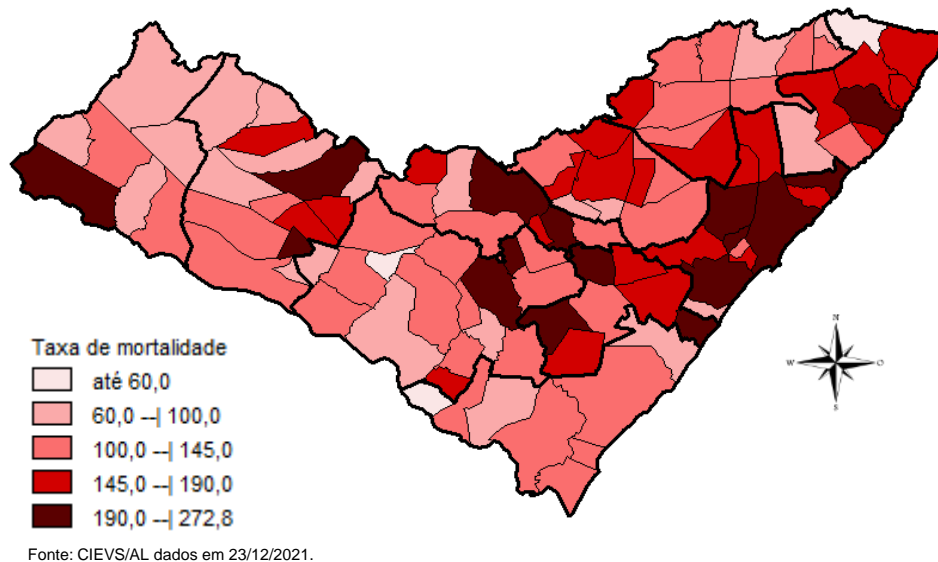 Taxa de mortalidade
até 60,0
60,0 --| 100,0
100,0 --| 145,0
145,0 --| 190,0
190,0 --| 272,8
N
W
O
S
Fonte: CIEVS/AL dados em 23/12/2021.